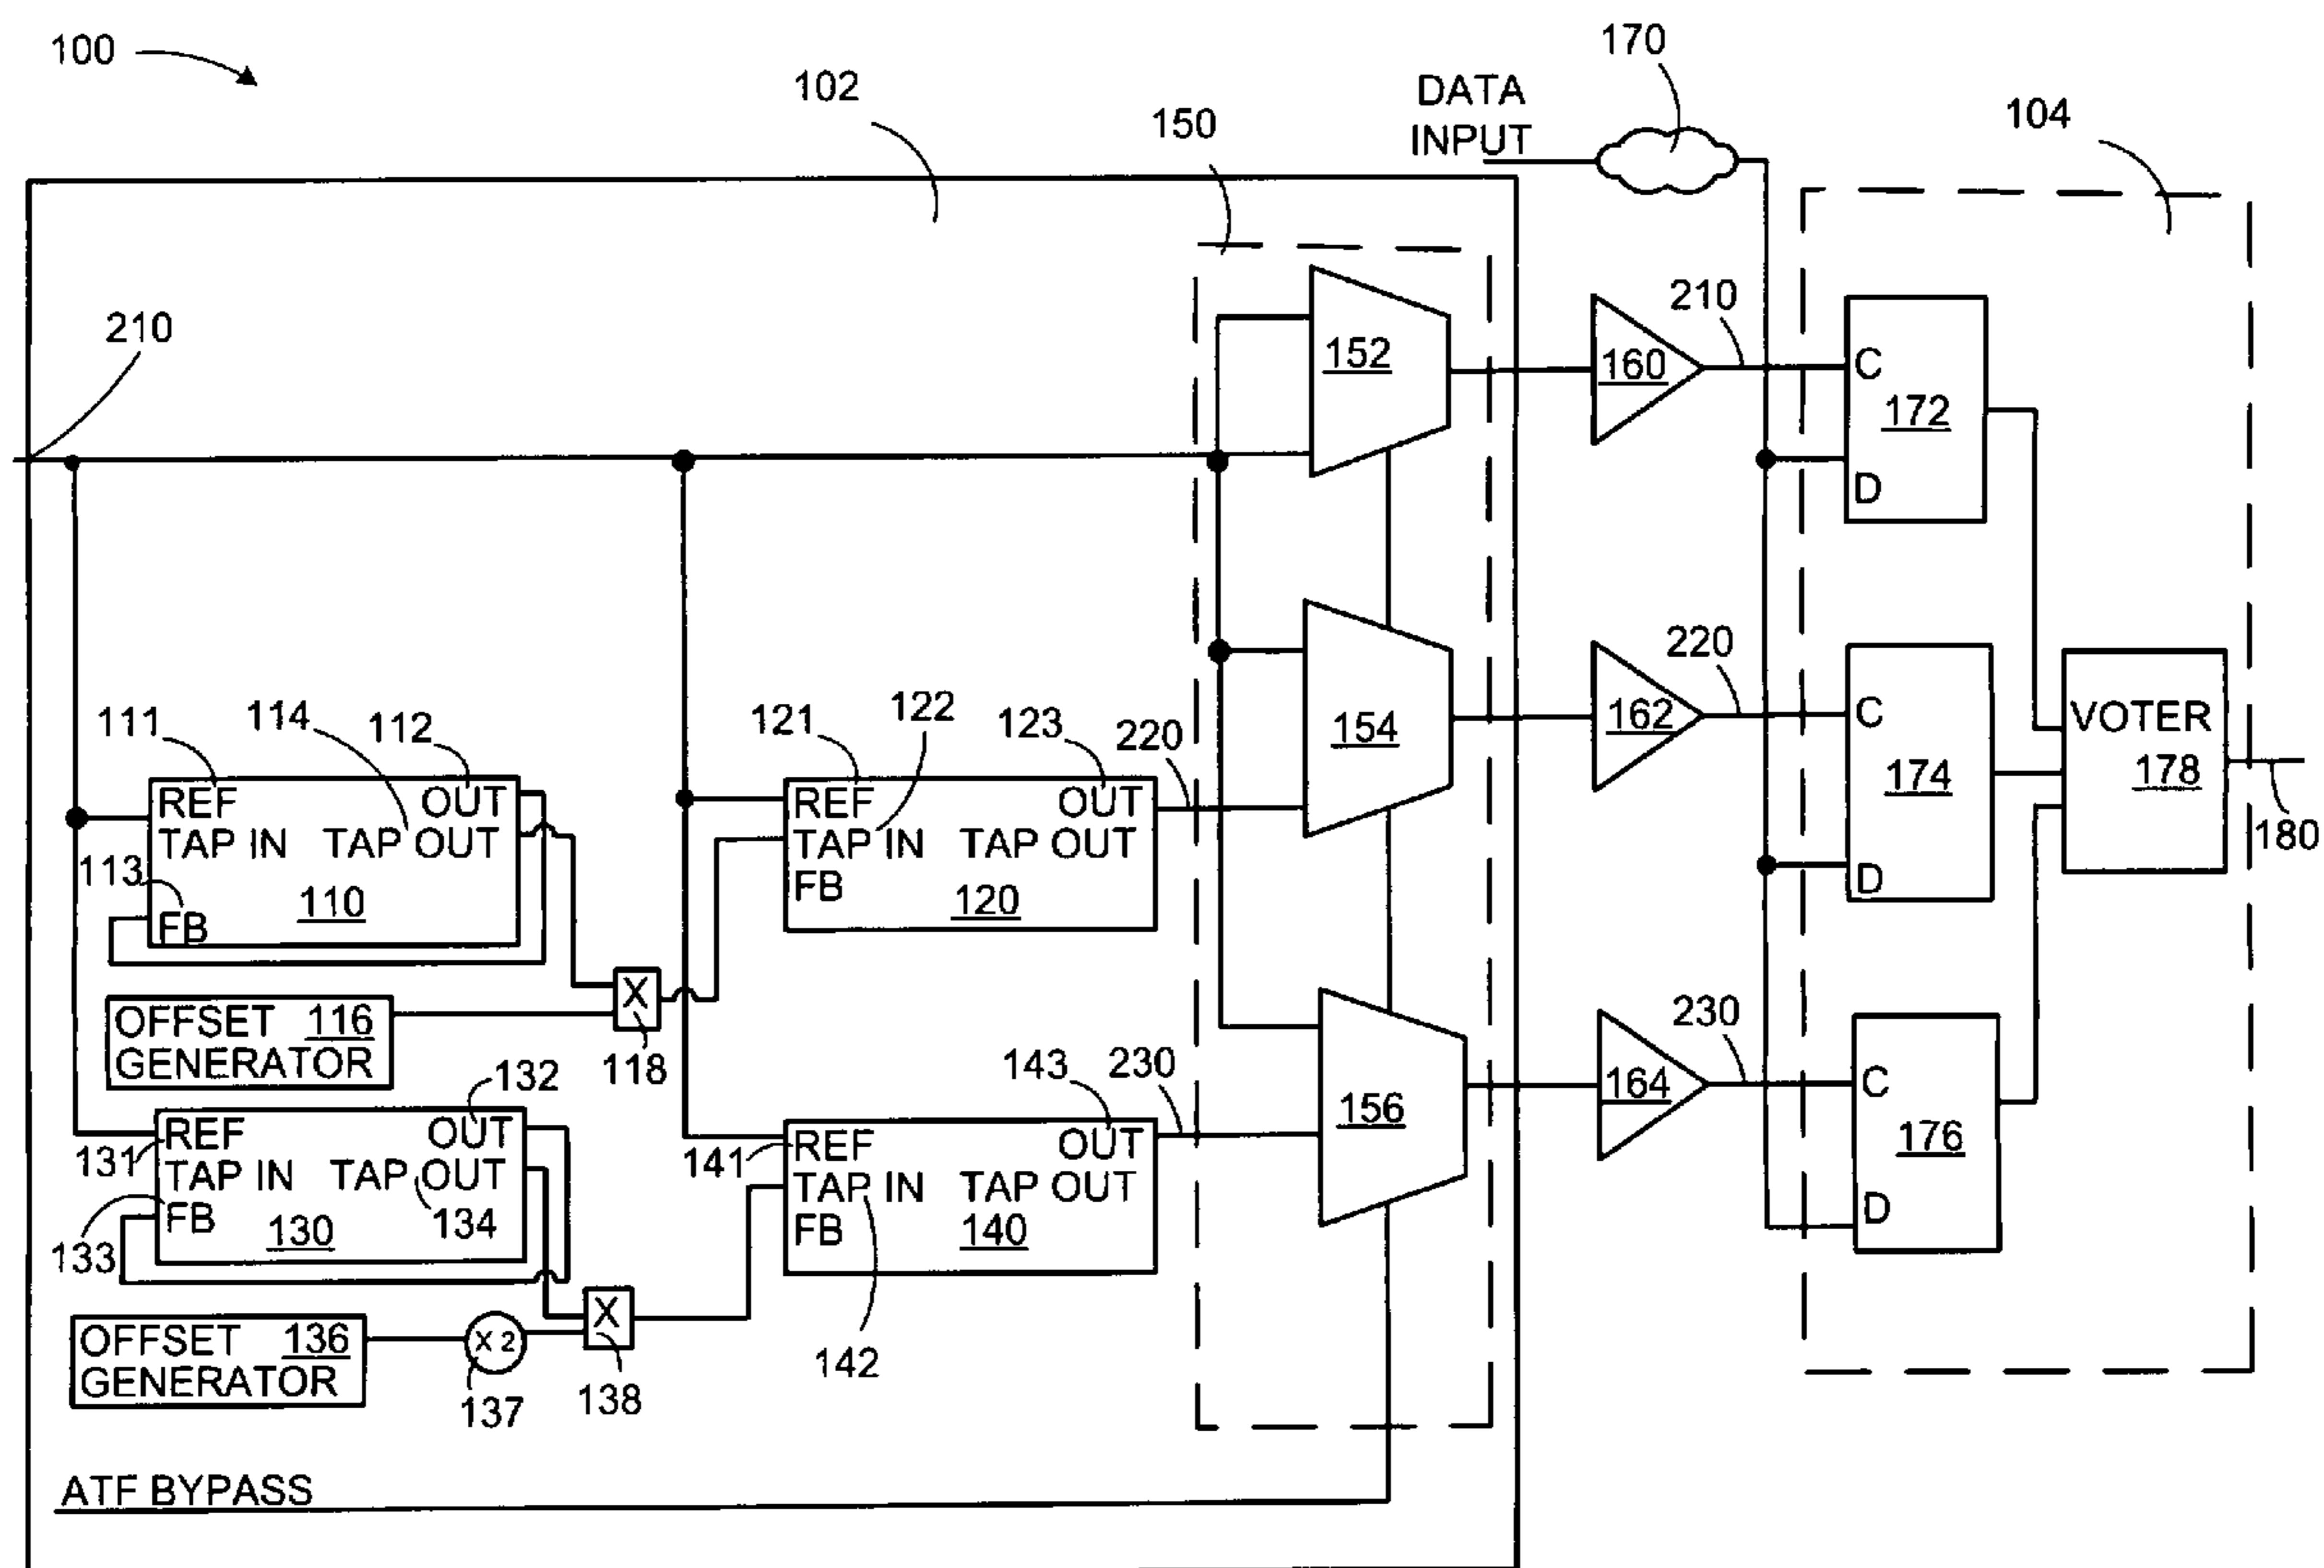 100
102
150
DATA
INPUT
170
104
210
152
160
210
C
172
D
154
162
220
C
174
D
VOTER
178
180
111
114
112
REF OUT
TAP IN TAP OUT
113
FB
110
121
122
123
220
REF OUT
TAP IN TAP OUT
FB
120
OFFSET 116
GENERATOR
X
118
132
REF OUT
131
TAP IN TAP OUT
FB
134
130
133
143
230
REF OUT
141
TAP IN TAP OUT
FB
140
142
156
164
230
C
176
D
OFFSET 136
GENERATOR
X 2
137
X
138
ATF BYPASS